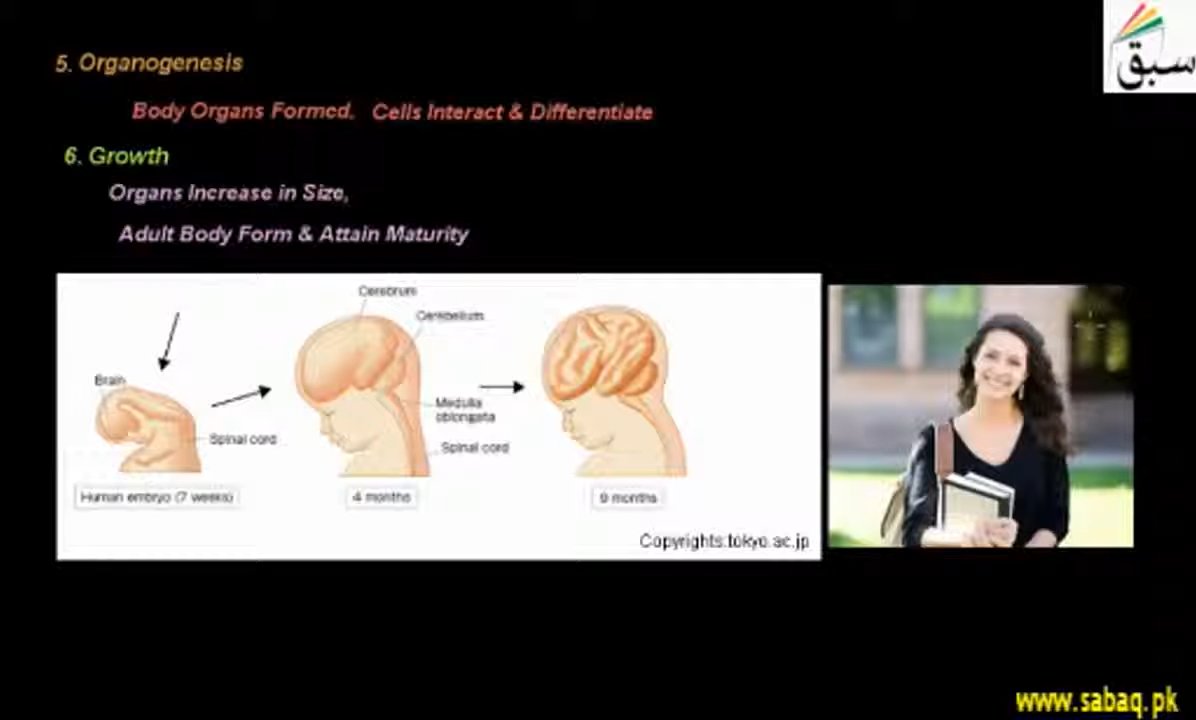 سبق
5. Organogenesis
Body Organs Formed. Cells Interact & Differentiate
6. Growth
Organs Increase in Size,
Adult Body Form & Attain Maturity
Cerebrum
Cerebellum
Brain
Medulla
oblongata
Spinal cord
Spinal cord
Human embryo (7 weeks)
4 months
9 months
Copyrights:tokyo.ac.jp
www.sabaq.pk